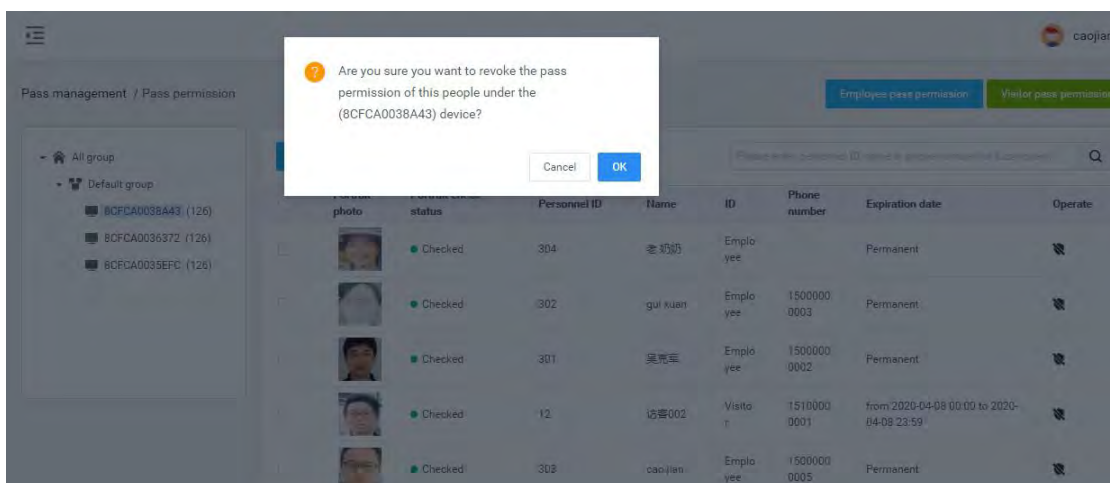 caojian
Are you sure you want to revoke the pass
permission of this people under the
(8CFCA0038A43) device?
Cancel
OK
Pass management / Pass permission
Employee pass permission
Visitor pass permission
All group
Default group
8CFCA0038A43 (126)
8CFCA0036372 (126)
8CFCA0035EFC (126)
photo
status
Personnel ID
Name
ID
Phone
number
Expiration date
Operate
Checked
304
老奶奶
Emplo
yee
Permanent
Checked
302
gui xuan
Emplo
yee
1500000
0003
Permanent
Checked
301
Emplo
yee
1500000
0002
Permanent
Checked
12
访客002
Visito
r
1510000
0001
from 2020-04-08 00:00 to 2020-
04-08 23:59
Checked
303
cao jian
Emplo
yee
1500000
0005
Permanent